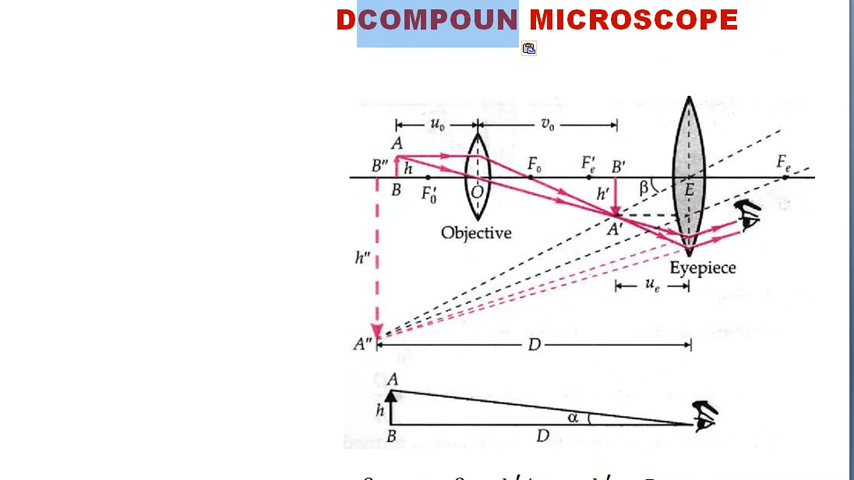 DCOMPOUN MICROSCOPE
u₀ v₀
A
B" h F₀ F'ₑ B' β Fₑ
B F'₀ O h' E
A'
Objective
h" Eyepiece
uₑ
A" D
A
h α
B D